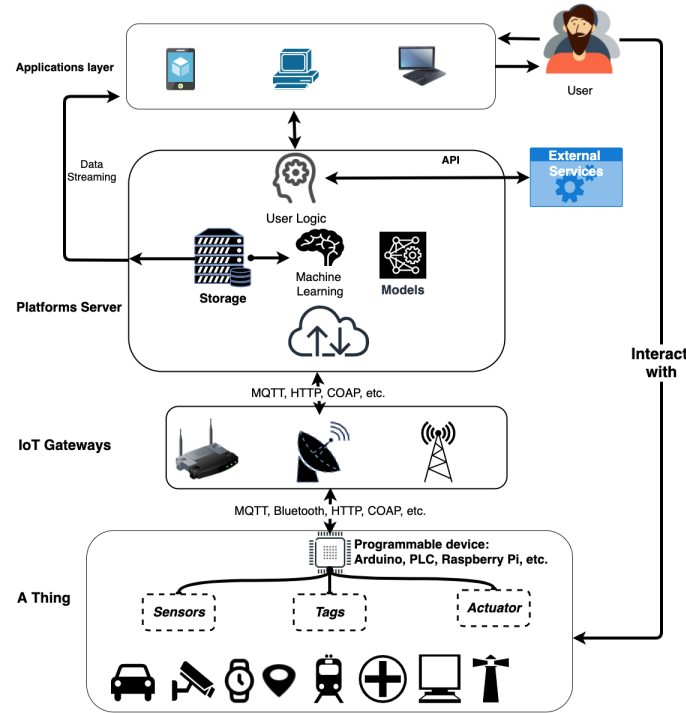 Applications layer
User
Data
Streaming
API
External
Services
User Logic
Machine
Learning
Storage
Models
Platforms Server
Interact
with
MQTT, HTTP, COAP, etc.
IoT Gateways
MQTT, Bluetooth, HTTP, COAP, etc.
Programmable device:
Arduino, PLC, Raspberry Pi, etc.
A Thing
Sensors
Tags
Actuator